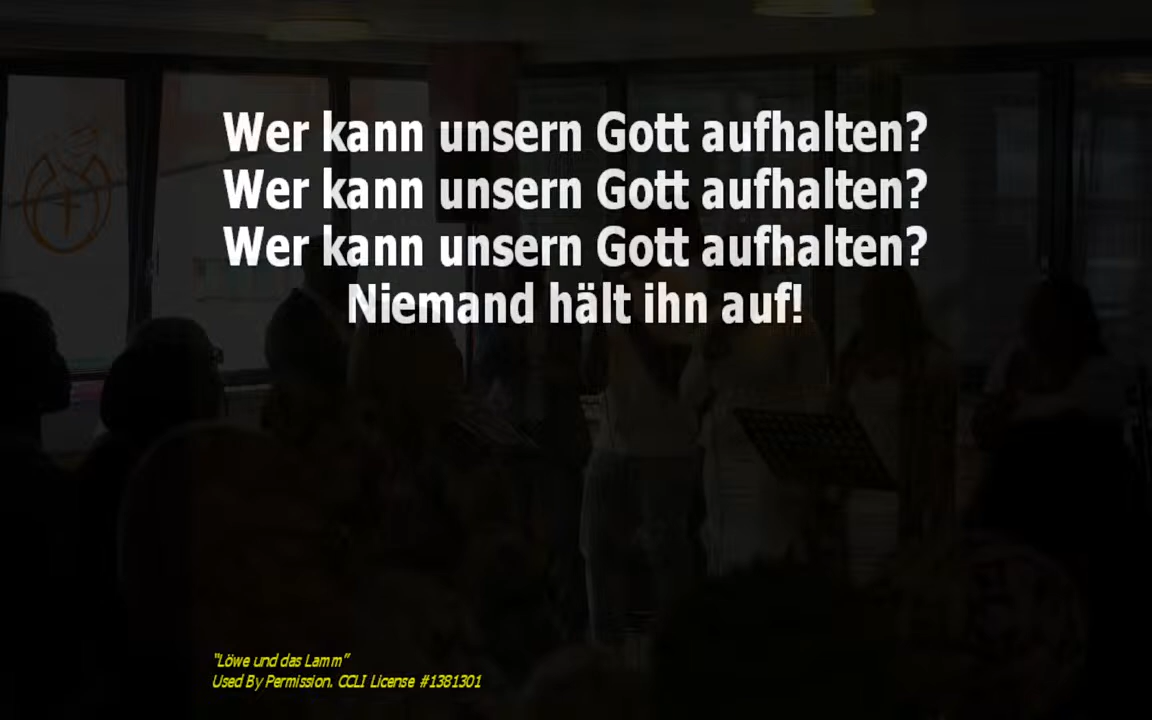 Wer kann unsern Gott aufhalten?
Wer kann unsern Gott aufhalten?
Wer kann unsern Gott aufhalten?
Niemand hält ihn auf!
"Löwe und das Lamm"
Used By Permission. CCLI License #1381301